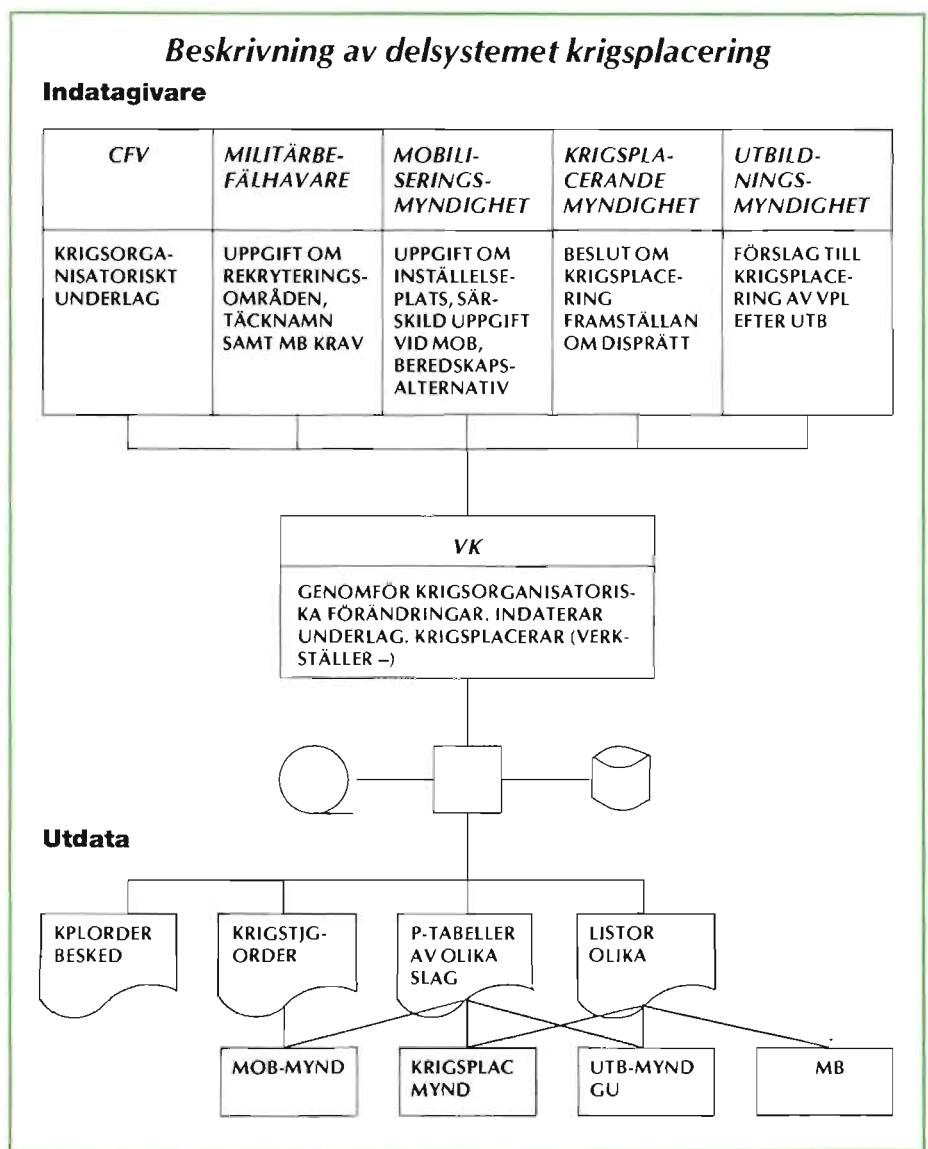 Beskrivning av delsystemet krigsplacering
Indatagivare
CFV
MILITÄRBE-
FÄLHAVARE
MOBILI-
SERINGS-
MYNDIGHET
KRIGSPLA-
CERANDE
MYNDIGHET
UTBILD-
NINGS-
MYNDIGHET
KRIGSORGA-
NISATORISKT
UNDERLAG
UPPGIFT OM
REKRYTERINGS-
OMRÅDEN,
TÄCKNAMN
SAMT MB KRAV
UPPGIFT OM
INSTÄLLELSE-
PLATS, SÄR-
SKILD UPPGIFT
VID MOB,
BEREDSKAPS-
ALTERNATIV
BESLUT OM
KRIGSPLACE-
RING
FRAMSTÄLLAN
OM DISPRÄTT
FÖRSLAG TILL
KRIGSPLACE-
RING AV VPL
EFTER UTB
VK
GENOMFÖR KRIGSORGANISATORIS-
KA FÖRÄNDRINGAR. INDATERAR
UNDERLAG. KRIGSPLACERAR (VERK-
STÄLLER –)
Utdata
KPLORDER
BESKED
KRIGSTJG-
ORDER
P-TABELLER
AV OLIKA
SLAG
LISTOR
OLIKA
MOB-MYND
KRIGSPLAC
MYND
UTB-MYND
GU
MB